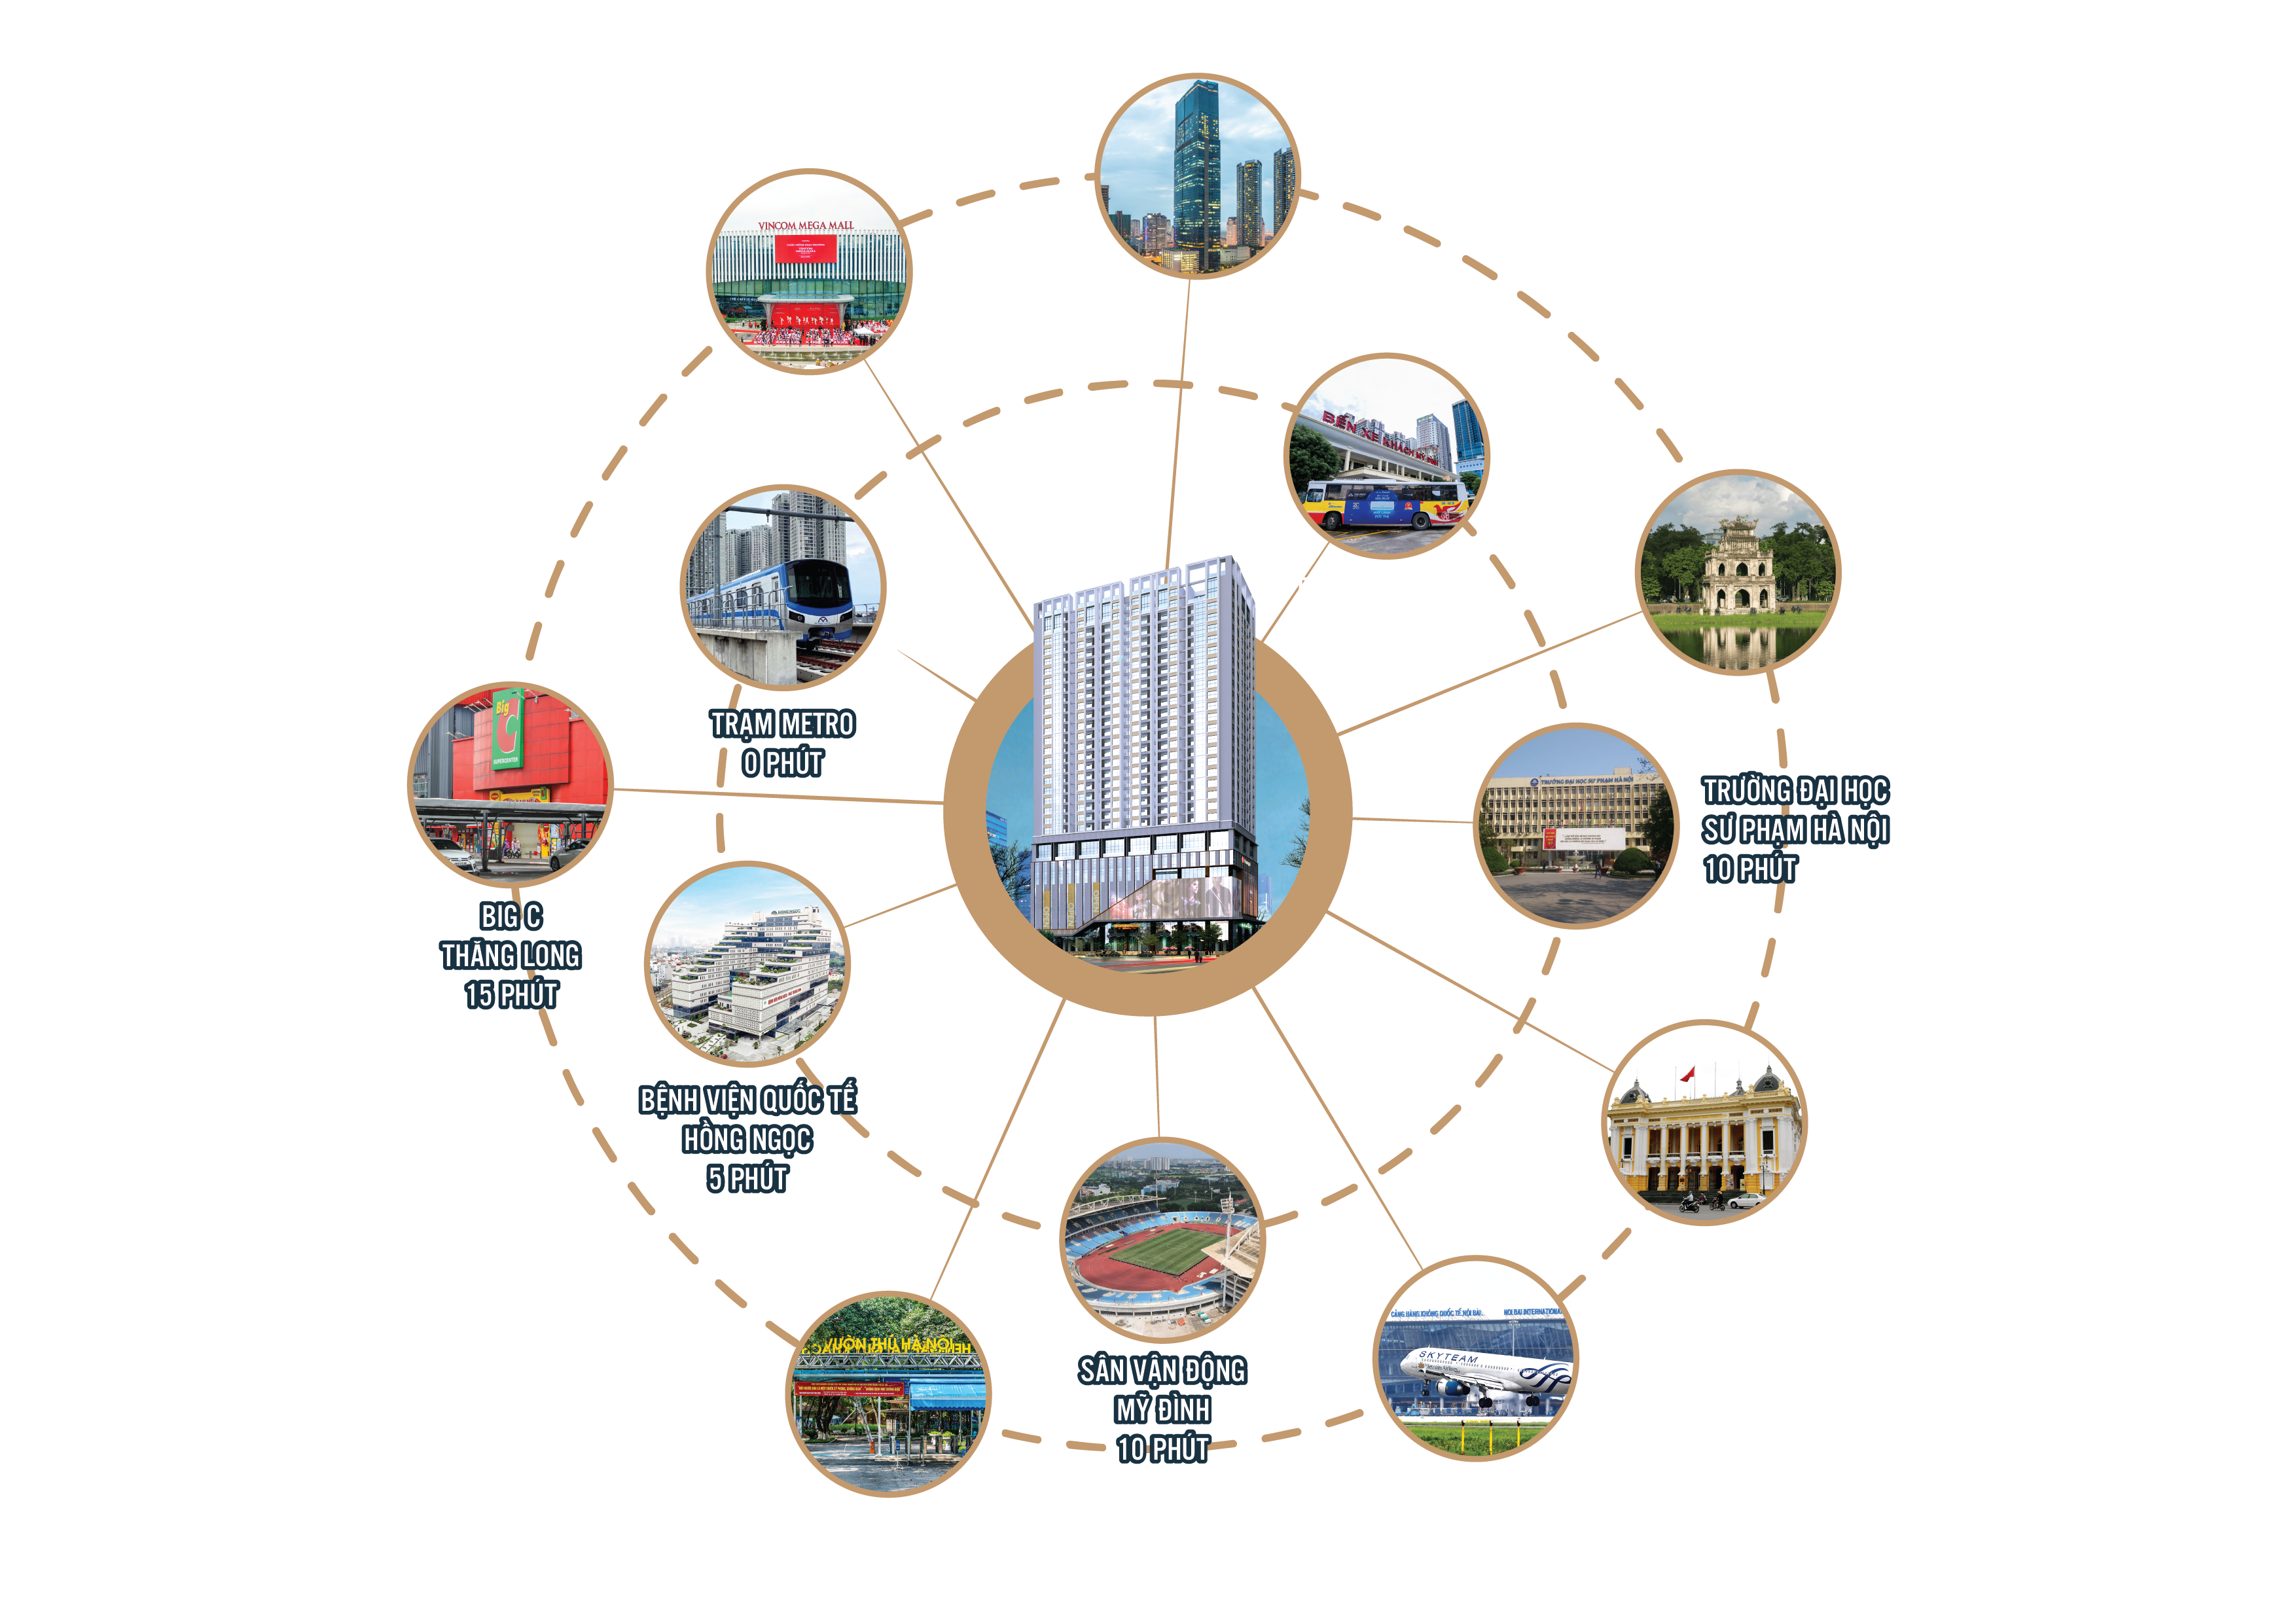 VINCOM MEGA MALL
BẾN XE KHÁCH MỸ ĐÌNH
TRẠM METRO
0 PHÚT
Big
C
SUPERCENTER
TRƯỜNG ĐẠI HỌC SƯ PHẠM HÀ NỘI
TRƯỜNG ĐẠI HỌC
SƯ PHẠM HÀ NỘI
10 PHÚT
BIG C
THĂNG LONG
15 PHÚT
BỆNH VIỆN QUỐC TẾ
HỒNG NGỌC
5 PHÚT
CẢNG HÀNG KHÔNG QUỐC TẾ NỘI BÀI
NOI BAI INTERNATIONAL
SKYTEAM
VƯỜN THÚ HÀ NỘI
SÂN VẬN ĐỘNG
MỸ ĐÌNH
10 PHÚT